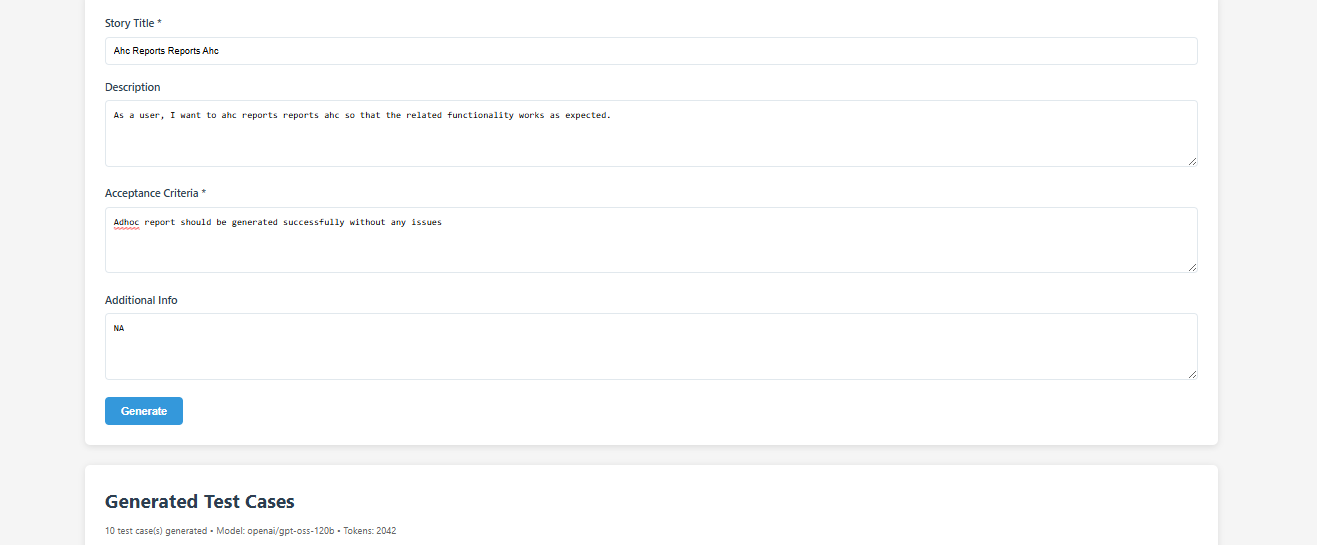 Story Title *
Ahc Reports Reports Ahc
Description
As a user, I want to ahc reports reports ahc so that the related functionality works as expected.
Acceptance Criteria *
Adhoc report should be generated successfully without any issues
Additional Info
NA
Generate
Generated Test Cases
10 test case(s) generated • Model: openai/gpt-oss-120b • Tokens: 2042